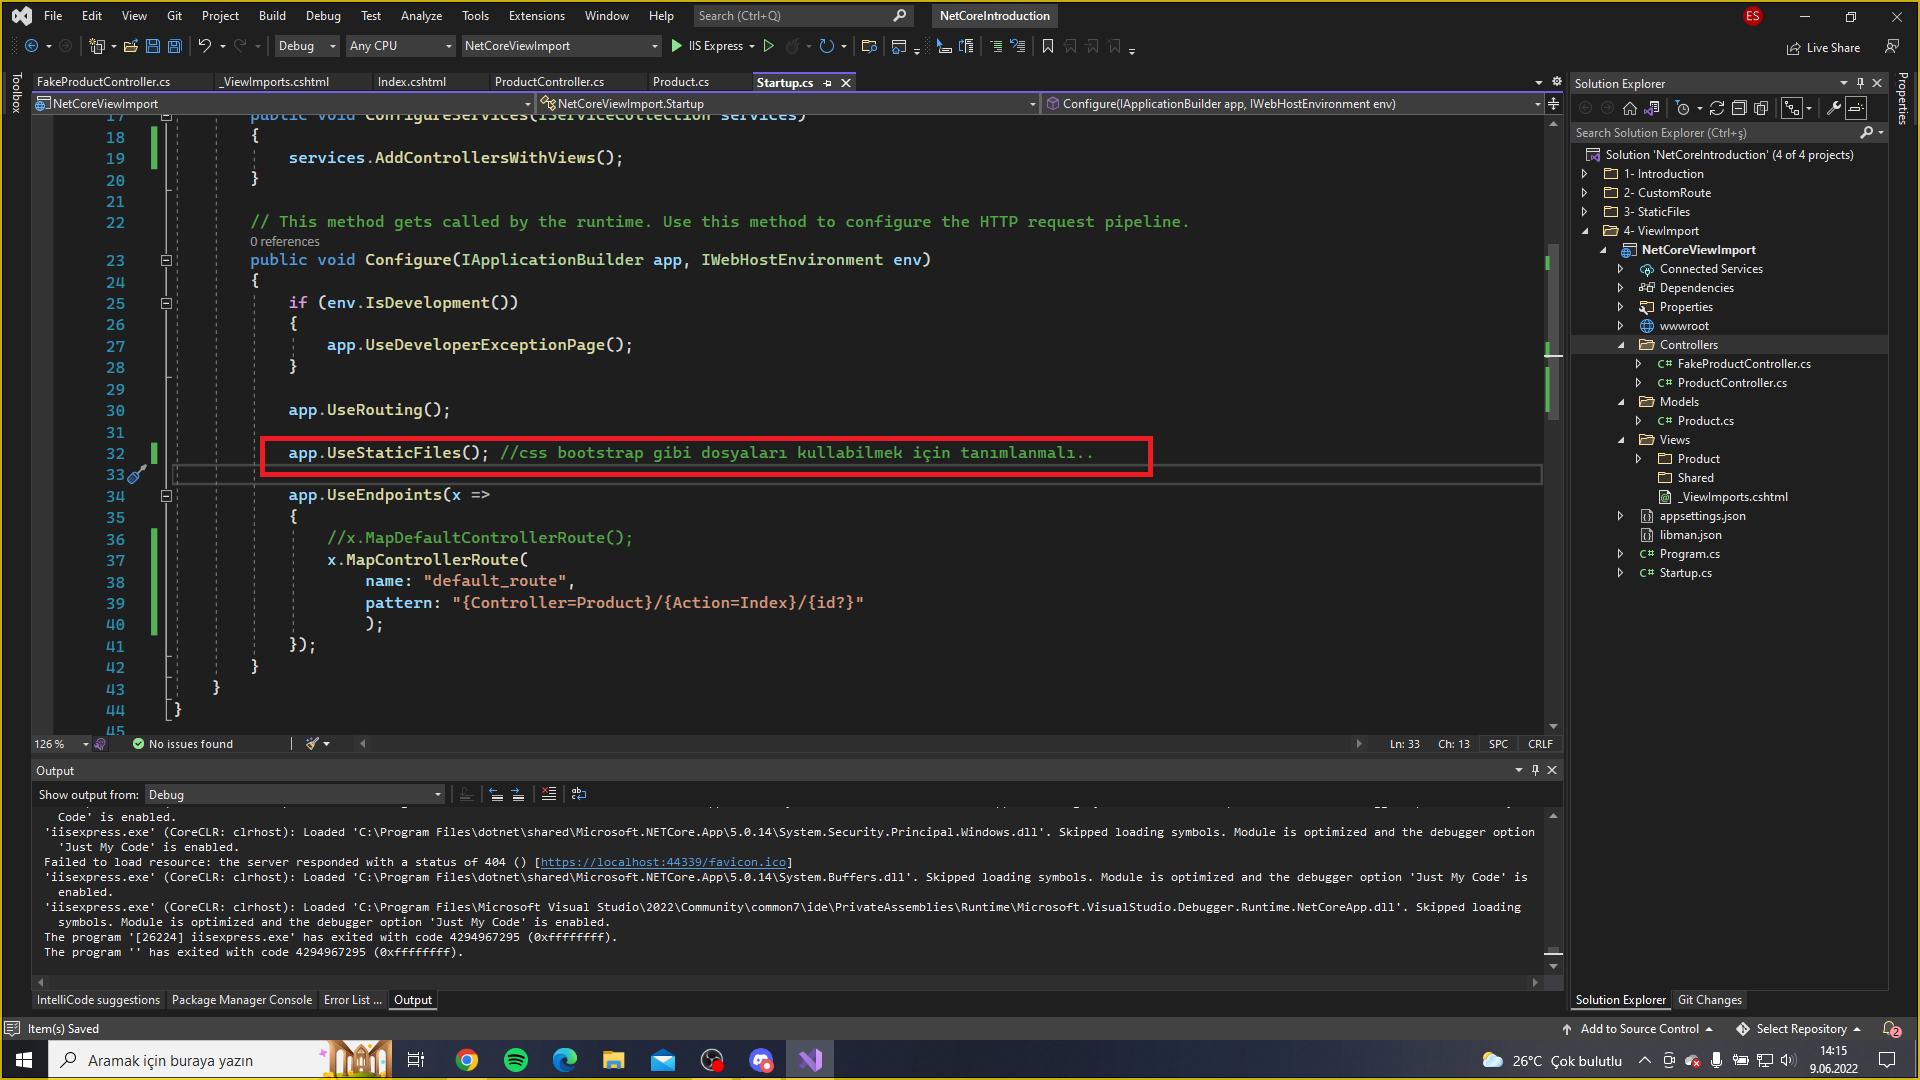 File Edit View Git Project Build Debug Test Analyze Tools Extensions Window Help Search (Ctrl+Q) NetCoreIntroduction ES
Debug Any CPU NetCoreViewImport IIS Express Live Share
Toolbox
FakeProductController.cs _ViewImports.cshtml Index.cshtml ProductController.cs Product.cs Startup.cs
NetCoreViewImport NetCoreViewImport.Startup Configure(IApplicationBuilder app, IWebHostEnvironment env)
17 public void ConfigureServices(IServiceCollection services)
18 {
19 services.AddControllersWithViews();
20 }
21
22 // This method gets called by the runtime. Use this method to configure the HTTP request pipeline.
0 references
23 public void Configure(IApplicationBuilder app, IWebHostEnvironment env)
24 {
25 if (env.IsDevelopment())
26 {
27 app.UseDeveloperExceptionPage();
28 }
29
30 app.UseRouting();
31
32 app.UseStaticFiles(); //css bootstrap gibi dosyaları kullabilmek için tanımlanmalı..
33
34 app.UseEndpoints(x =>
35 {
36 //x.MapDefaultControllerRoute();
37 x.MapControllerRoute(
38 name: "default_route",
39 pattern: "{Controller=Product}/{Action=Index}/{id?}"
40 );
41 });
42 }
43 }
44 }
45
126 % No issues found Ln: 33 Ch: 13 SPC CRLF
Output
Show output from: Debug
Code' is enabled.
'iisexpress.exe' (CoreCLR: clrhost): Loaded 'C:\Program Files\dotnet\shared\Microsoft.NETCore.App\5.0.14\System.Security.Principal.Windows.dll'. Skipped loading symbols. Module is optimized and the debugger option
'Just My Code' is enabled.
Failed to load resource: the server responded with a status of 404 () [https://localhost:44339/favicon.ico]
'iisexpress.exe' (CoreCLR: clrhost): Loaded 'C:\Program Files\dotnet\shared\Microsoft.NETCore.App\5.0.14\System.Buffers.dll'. Skipped loading symbols. Module is optimized and the debugger option 'Just My Code' is
enabled.
'iisexpress.exe' (CoreCLR: clrhost): Loaded 'C:\Program Files\Microsoft Visual Studio\2022\Community\common7\ide\PrivateAssemblies\Runtime\Microsoft.VisualStudio.Debugger.Runtime.NetCoreApp.dll'. Skipped loading
symbols. Module is optimized and the debugger option 'Just My Code' is enabled.
The program '[26224] iisexpress.exe' has exited with code 4294967295 (0xffffffff).
The program '' has exited with code 4294967295 (0xffffffff).
IntelliCode suggestions Package Manager Console Error List ... Output
Solution Explorer
Search Solution Explorer (Ctrl+ş)
Solution 'NetCoreIntroduction' (4 of 4 projects)
1- Introduction
2- CustomRoute
3- StaticFiles
4- ViewImport
NetCoreViewImport
Connected Services
Dependencies
Properties
wwwroot
Controllers
C# FakeProductController.cs
C# ProductController.cs
Models
C# Product.cs
Views
Product
Shared
_ViewImports.cshtml
appsettings.json
libman.json
C# Program.cs
C# Startup.cs
Solution Explorer Git Changes
Properties
Item(s) Saved Add to Source Control Select Repository 2
Aramak için buraya yazın 26°C Çok bulutlu 14:15
9.06.2022